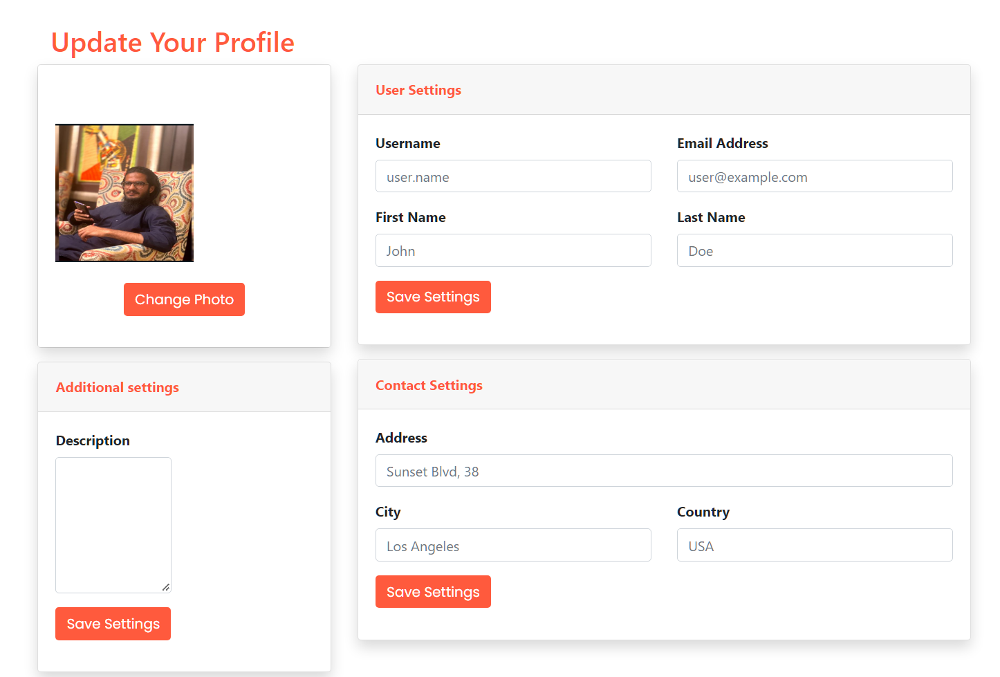 Update Your Profile
Change Photo
Additional settings
Description
Save Settings
User Settings
Username
Email Address
user.name
user@example.com
First Name
Last Name
John
Doe
Save Settings
Contact Settings
Address
Sunset Blvd, 38
City
Country
Los Angeles
USA
Save Settings